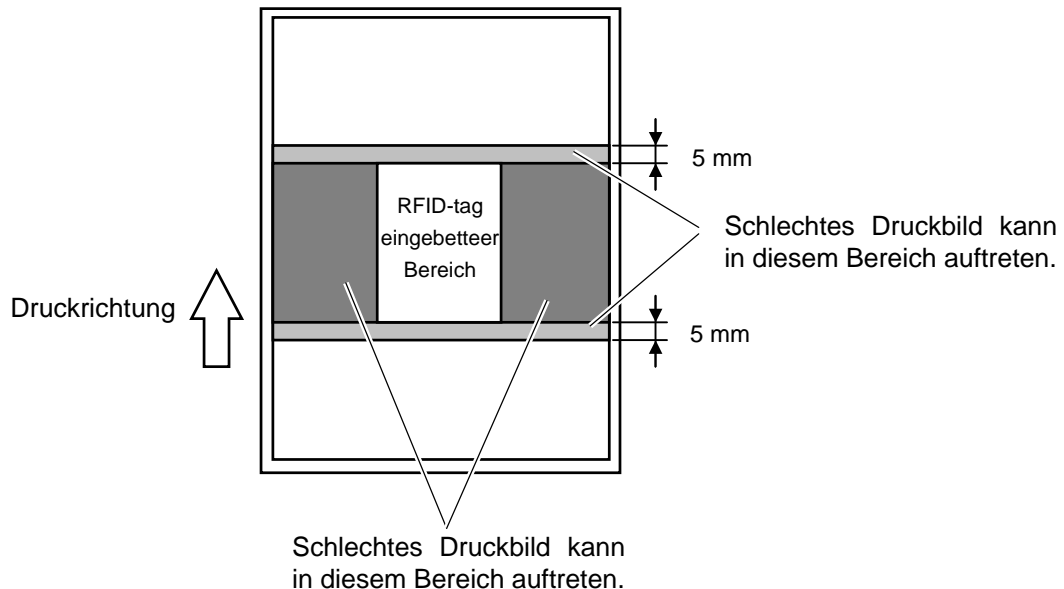 5 mm
RFID-tag
eingebetteer
Bereich
Schlechtes Druckbild kann
in diesem Bereich auftreten.
Druckrichtung
5 mm
Schlechtes Druckbild kann
in diesem Bereich auftreten.